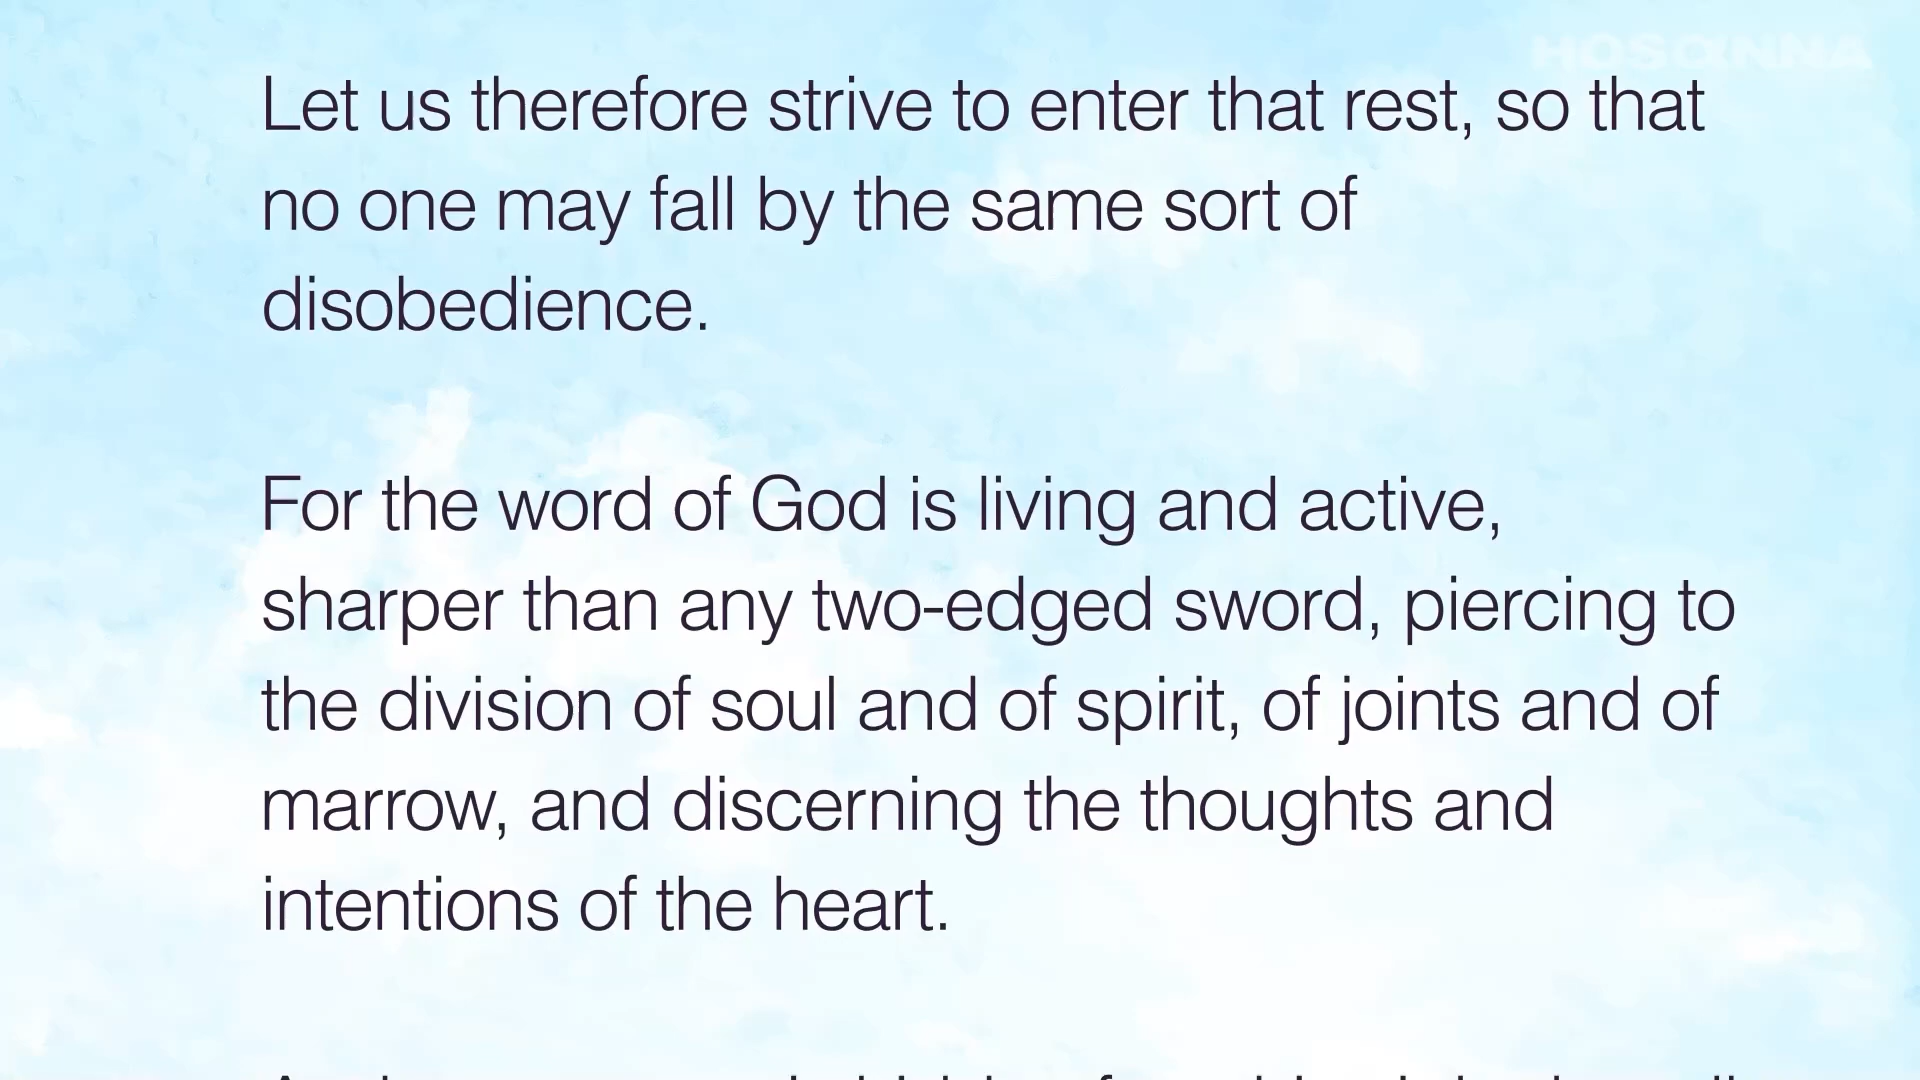 HOSANNA
Let us therefore strive to enter that rest, so that
no one may fall by the same sort of
disobedience.
For the word of God is living and active,
sharper than any two-edged sword, piercing to
the division of soul and of spirit, of joints and of
marrow, and discerning the thoughts and
intentions of the heart.